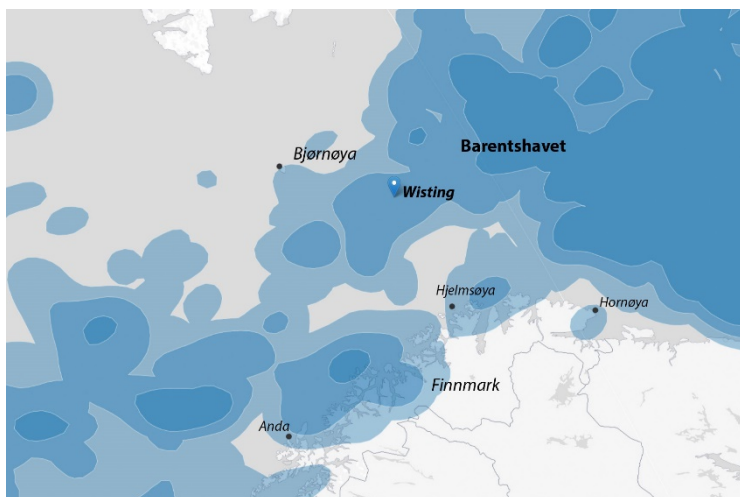 Bjørnøya
Barentshavet
Wisting
Hjelmsøya
Hornøya
Finnmark
Anda